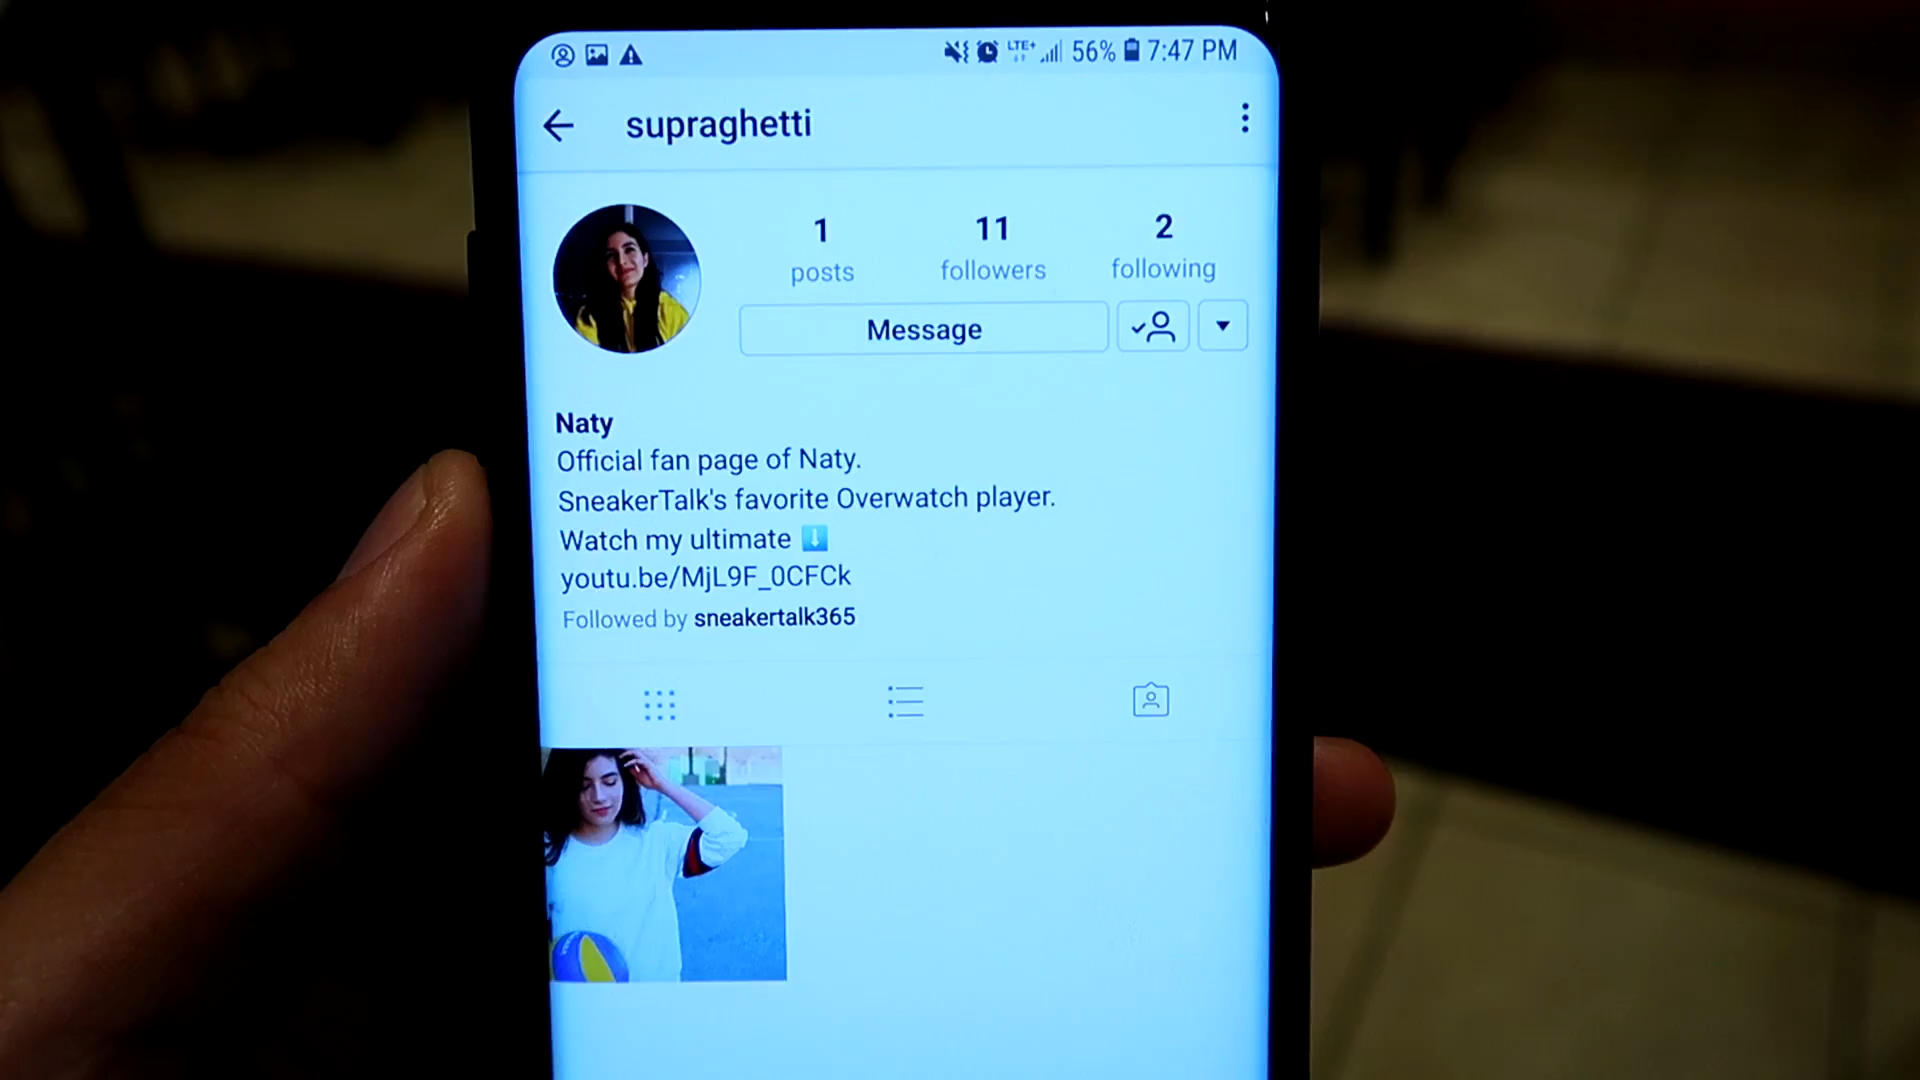 LTE+ 56% 7:47 PM
supraghetti
1 11 2
posts followers following
Message
Naty
Official fan page of Naty.
SneakerTalk's favorite Overwatch player.
Watch my ultimate ⬇️
youtu.be/MjL9F_0CFCk
Followed by sneakertalk365